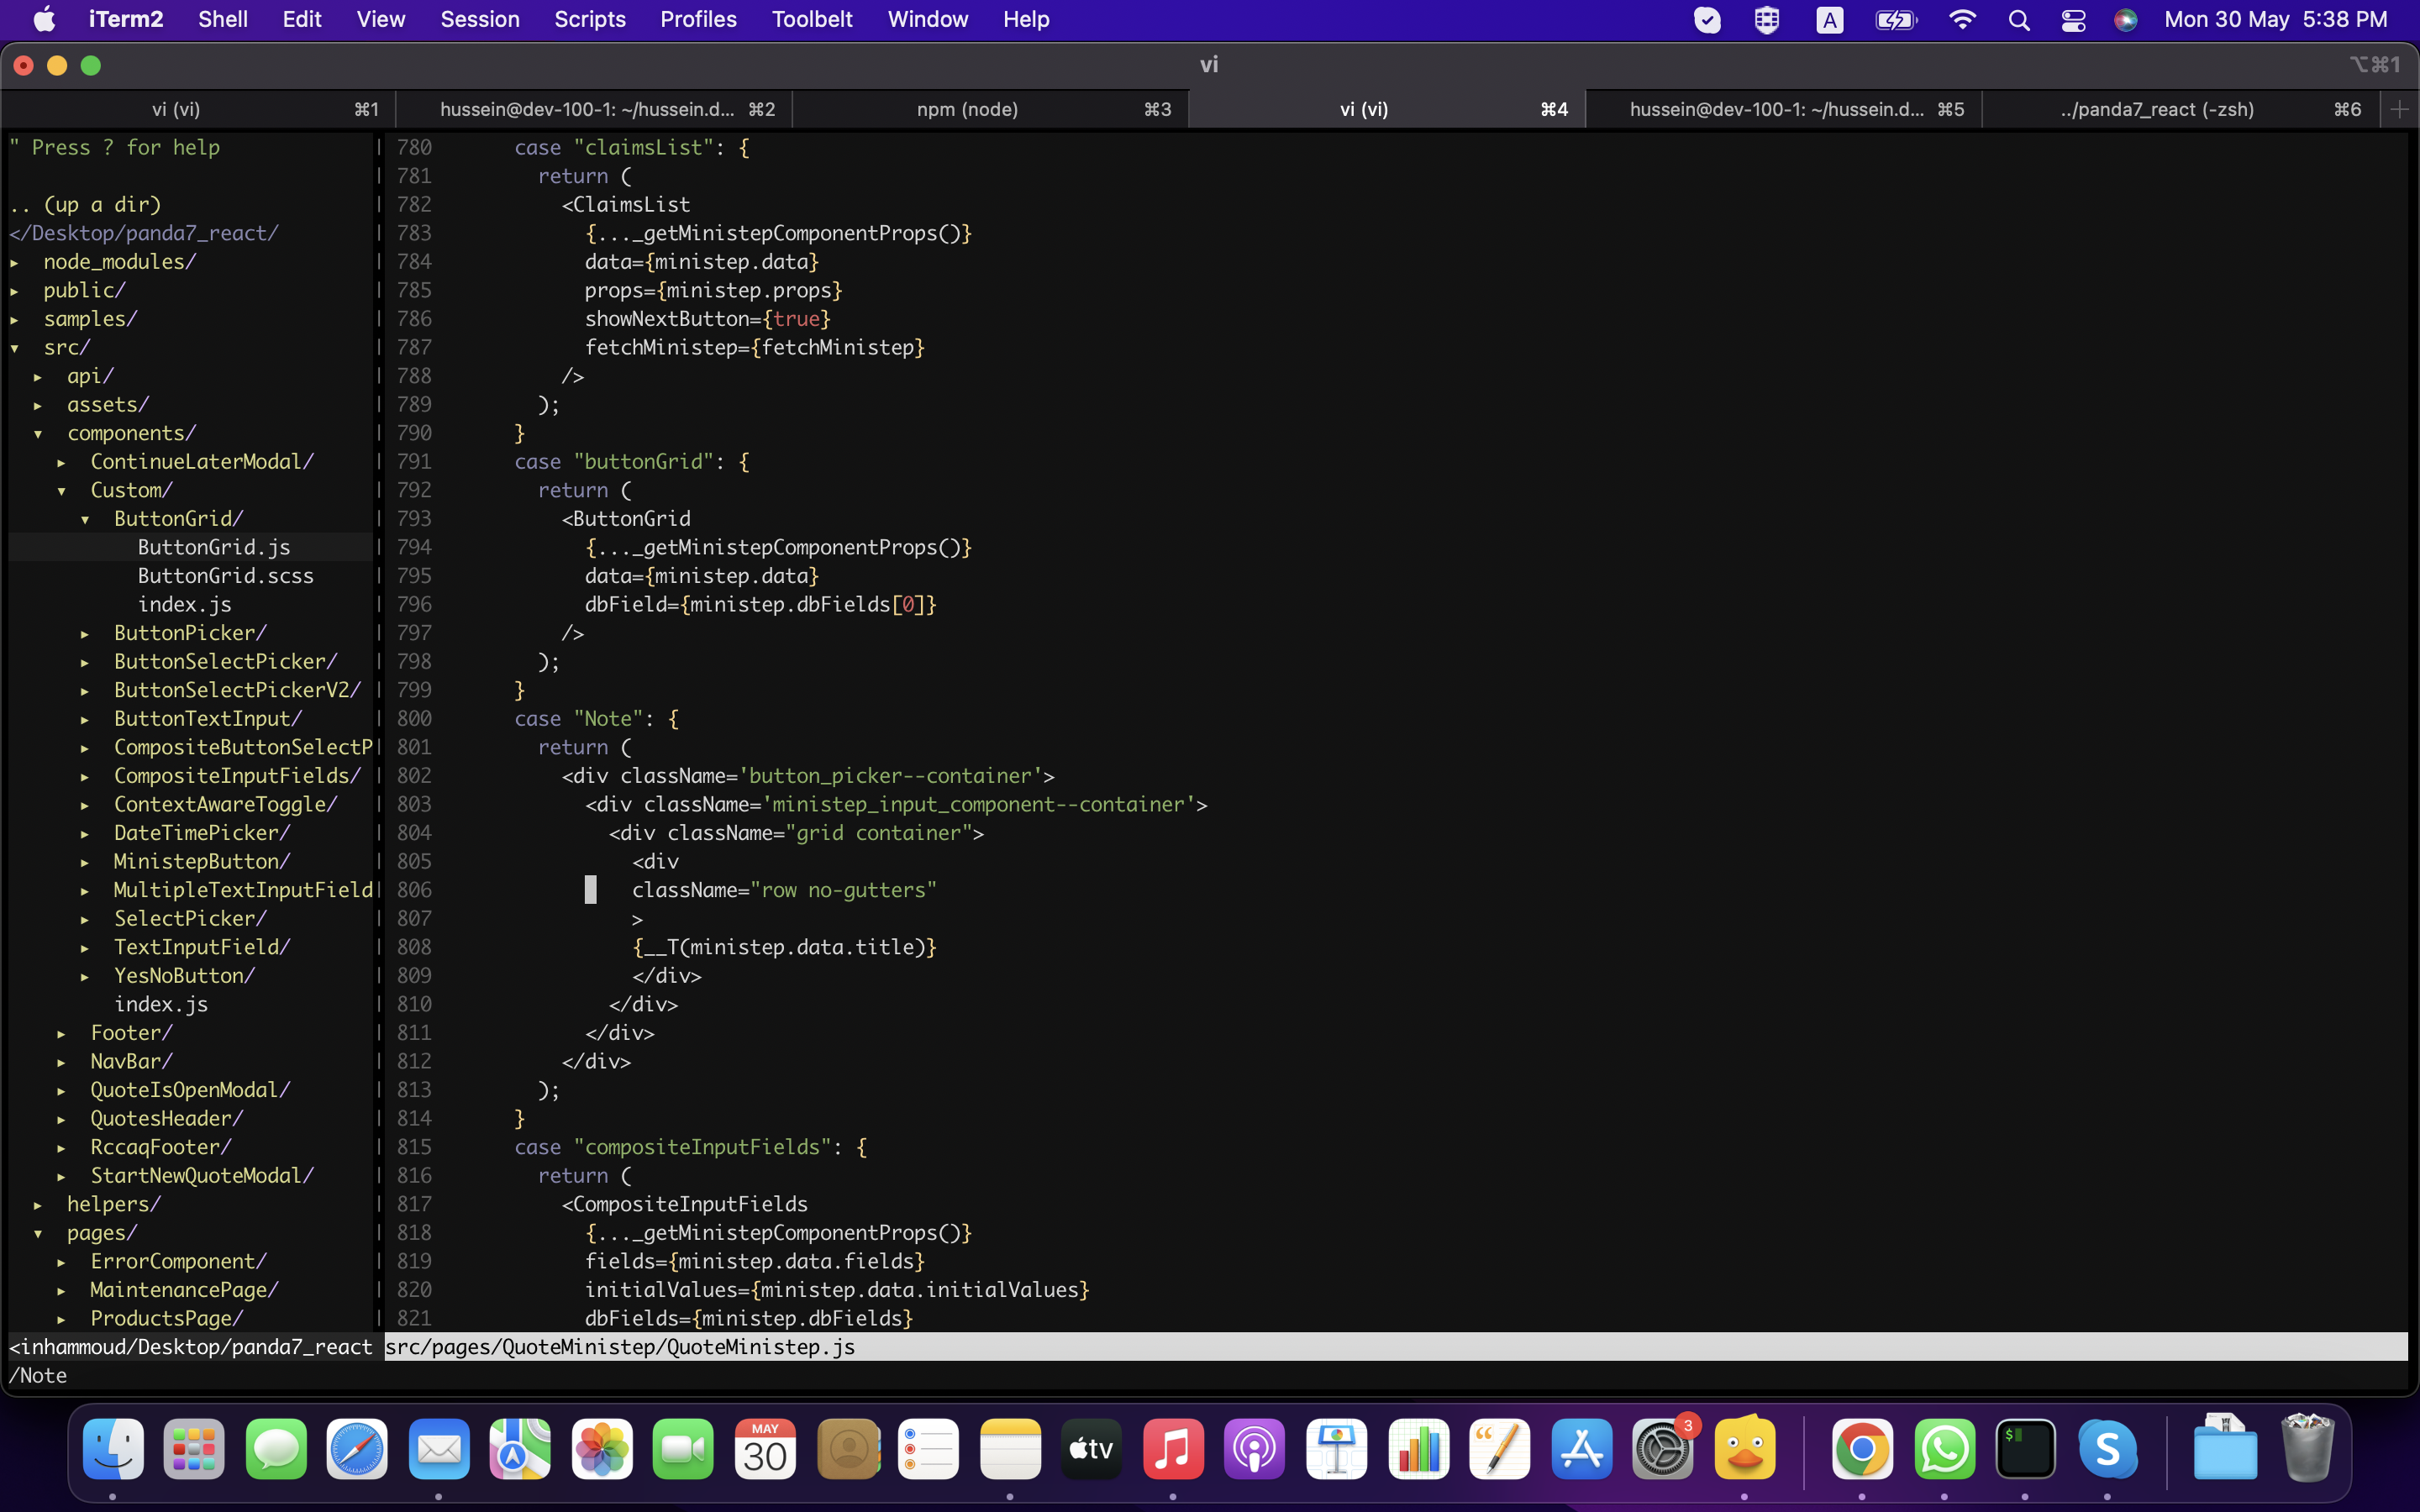 iTerm2 Shell Edit View Session Scripts Profiles Toolbelt Window Help A Mon 30 May 5:38 PM
vi ⌥⌘1
vi (vi) ⌘1 hussein@dev-100-1: ~/hussein.d... ⌘2 npm (node) ⌘3 vi (vi) ⌘4 hussein@dev-100-1: ~/hussein.d... ⌘5 ../panda7_react (-zsh) ⌘6 +
" Press ? for help

.. (up a dir)
</Desktop/panda7_react/
▸ node_modules/
▸ public/
▸ samples/
▾ src/
▸ api/
▸ assets/
▾ components/
▸ ContinueLaterModal/
▾ Custom/
▾ ButtonGrid/
ButtonGrid.js
ButtonGrid.scss
index.js
▸ ButtonPicker/
▸ ButtonSelectPicker/
▸ ButtonSelectPickerV2/
▸ ButtonTextInput/
▸ CompositeButtonSelectP
▸ CompositeInputFields/
▸ ContextAwareToggle/
▸ DateTimePicker/
▸ MinistepButton/
▸ MultipleTextInputField
▸ SelectPicker/
▸ TextInputField/
▸ YesNoButton/
index.js
▸ Footer/
▸ NavBar/
▸ QuoteIsOpenModal/
▸ QuotesHeader/
▸ RccaqFooter/
▸ StartNewQuoteModal/
▸ helpers/
▾ pages/
▸ ErrorComponent/
▸ MaintenancePage/
▸ ProductsPage/
<inhammoud/Desktop/panda7_react
780 case "claimsList": {
781 return (
782 <ClaimsList
783 {..._getMinistepComponentProps()}
784 data={ministep.data}
785 props={ministep.props}
786 showNextButton={true}
787 fetchMinistep={fetchMinistep}
788 />
789 );
790 }
791 case "buttonGrid": {
792 return (
793 <ButtonGrid
794 {..._getMinistepComponentProps()}
795 data={ministep.data}
796 dbField={ministep.dbFields[0]}
797 />
798 );
799 }
800 case "Note": {
801 return (
802 <div className='button_picker--container'>
803 <div className='ministep_input_component--container'>
804 <div className="grid container">
805 <div
806 className="row no-gutters"
807 >
808 {__T(ministep.data.title)}
809 </div>
810 </div>
811 </div>
812 </div>
813 );
814 }
815 case "compositeInputFields": {
816 return (
817 <CompositeInputFields
818 {..._getMinistepComponentProps()}
819 fields={ministep.data.fields}
820 initialValues={ministep.data.initialValues}
821 dbFields={ministep.dbFields}
src/pages/QuoteMinistep/QuoteMinistep.js
/Note
MAY
30
tv
3
$
S